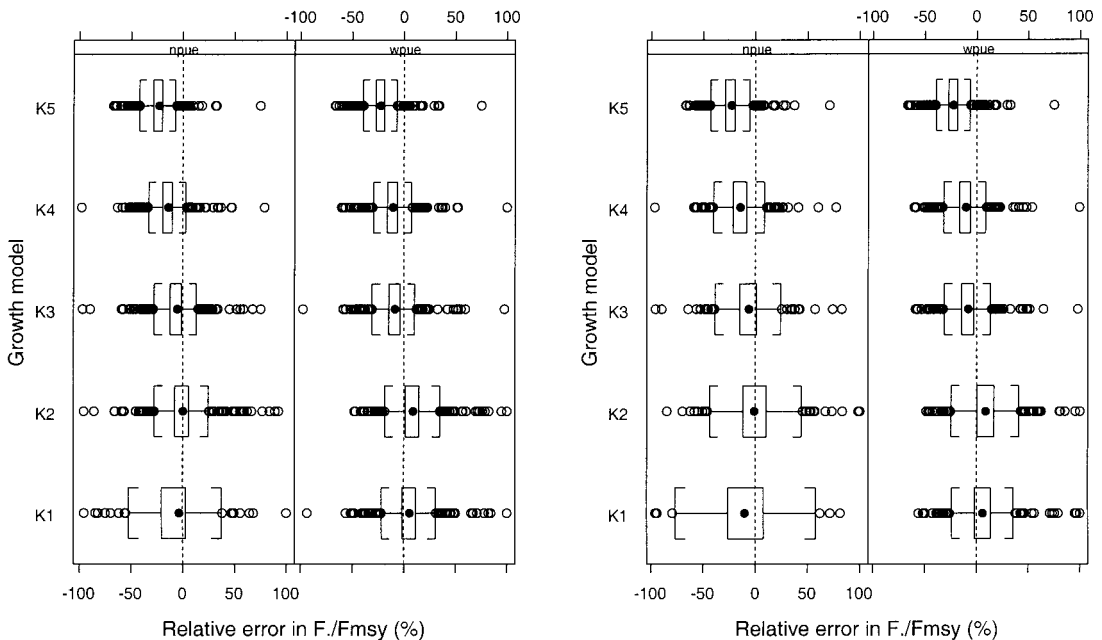 -100 0 50 100 -100 0 50 100
npue wpue npue wpue
K5
K4
K3
K2
K1
Growth model
-100 -50 0 50 100
Relative error in F./Fmsy (%)
K5
K4
K3
K2
K1
Growth model
-100 -50 0 50 100
Relative error in F./Fmsy (%)